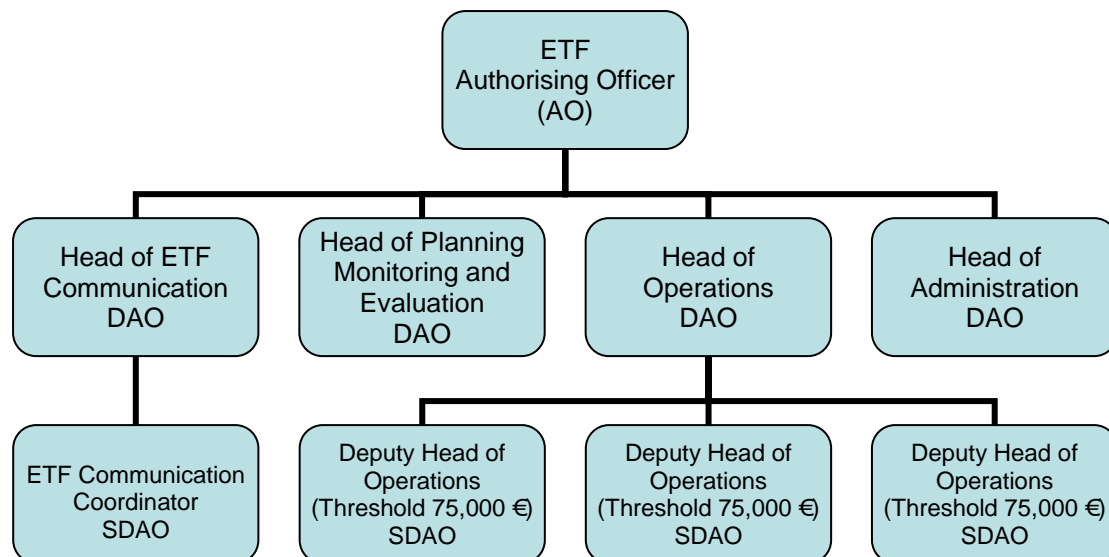 ETF
Authorising Officer
(AO)
Head of ETF
Communication
DAO
Head of Planning
Monitoring and
Evaluation
DAO
Head of
Operations
DAO
Head of
Administration
DAO
ETF Communication
Coordinator
SDAO
Deputy Head of
Operations
(Threshold 75,000 €)
SDAO
Deputy Head of
Operations
(Threshold 75,000 €)
SDAO
Deputy Head of
Operations
(Threshold 75,000 €)
SDAO